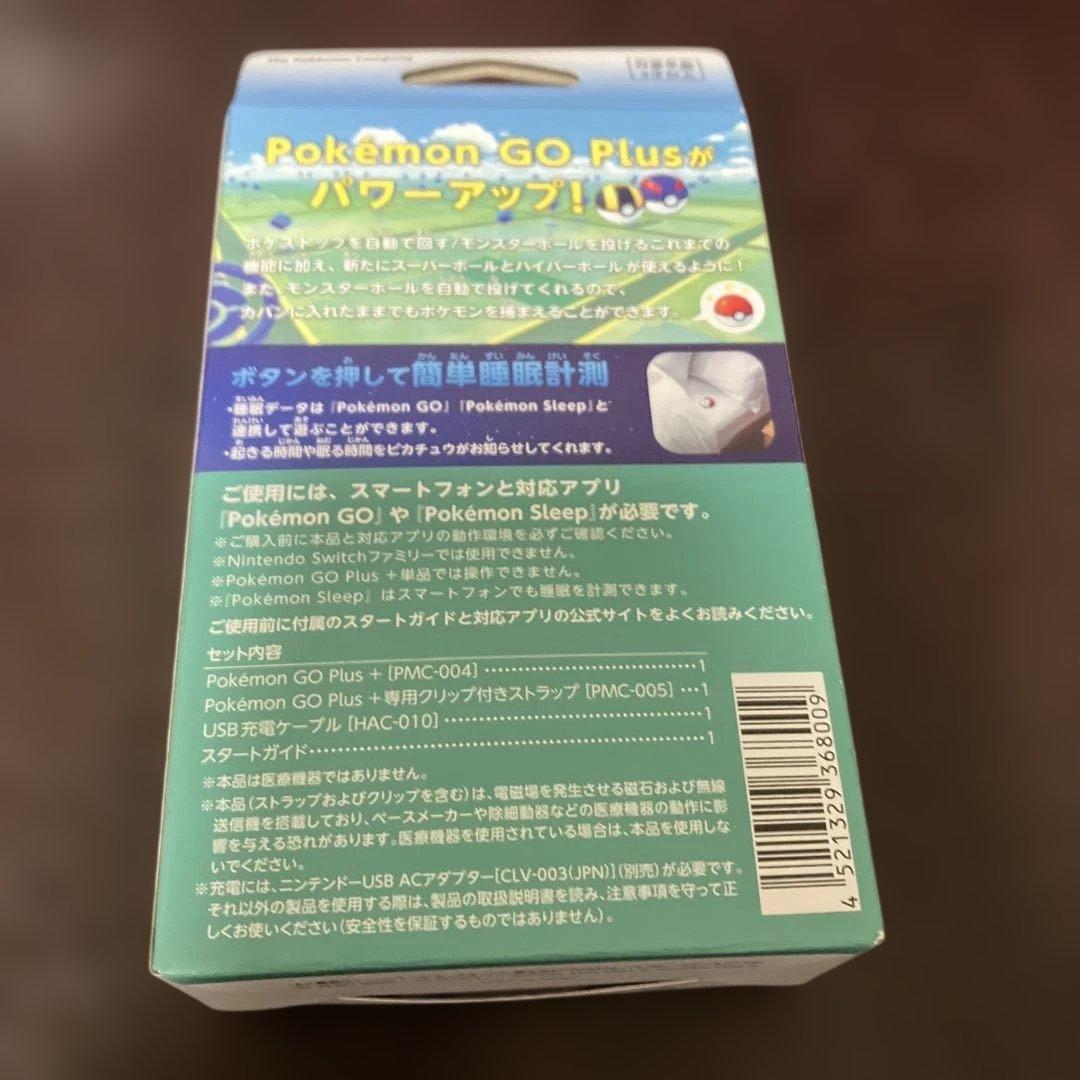 The Pokémon Company
対象年齢
6才以上
Pokémon GO Plusが
パワーアップ!
ポケストップを自動で回す/モンスターボールを投げるこれまでの
機能に加え、新たにスーパーボールとハイパーボールが使えるように!
また、モンスターボールを自動で投げてくれるので、
カバンに入れたままでもポケモンを捕まえることができます。
ボタンを押して簡単睡眠計測
・睡眠データは『Pokémon GO』『Pokémon Sleep』と
連携して遊ぶことができます。
・起きる時間や眠る時間をピカチュウがお知らせしてくれます。
ご使用には、スマートフォンと対応アプリ
『Pokémon GO』や『Pokémon Sleep』が必要です。
※ご購入前に本品と対応アプリの動作環境を必ずご確認ください。
※Nintendo Switchファミリーでは使用できません。
※Pokémon GO Plus +単品では操作できません。
※『Pokémon Sleep』はスマートフォンでも睡眠を計測できます。
ご使用前に付属のスタートガイドと対応アプリの公式サイトをよくお読みください。
セット内容
Pokémon GO Plus + [PMC-004] ‥‥‥‥‥‥‥‥1
Pokémon GO Plus +専用クリップ付きストラップ [PMC-005] …1
USB充電ケーブル [HAC-010] ‥‥‥‥‥‥‥‥‥‥1
スタートガイド‥‥‥‥‥‥‥‥‥‥‥‥‥‥‥1
※本品は医療機器ではありません。
※本品(ストラップおよびクリップを含む)は、電磁場を発生させる磁石および無線
送信機を搭載しており、ペースメーカーや除細動器などの医療機器の動作に影
響を与える恐れがあります。医療機器を使用されている場合は、本品を使用しな
いでください。
※充電には、ニンテンドーUSB ACアダプター[CLV-003(JPN)](別売)が必要です。
それ以外の製品を使用する際は、製品の取扱説明書を読み、注意事項を守って正
しくお使いください(安全性を保証するものではありません)。
4 521329 368009